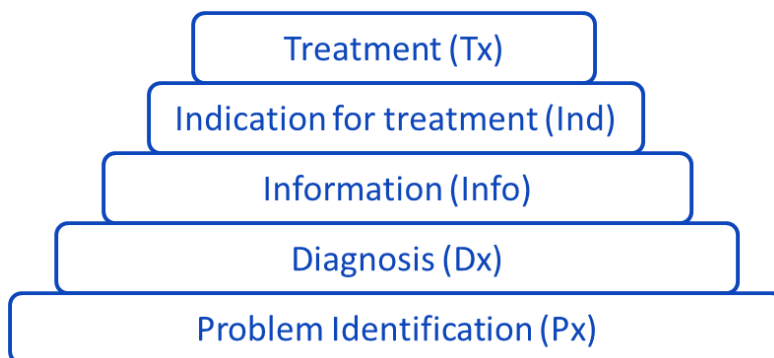 Treatment (Tx)
Indication for treatment (Ind)
Information (Info)
Diagnosis (Dx)
Problem Identification (Px)